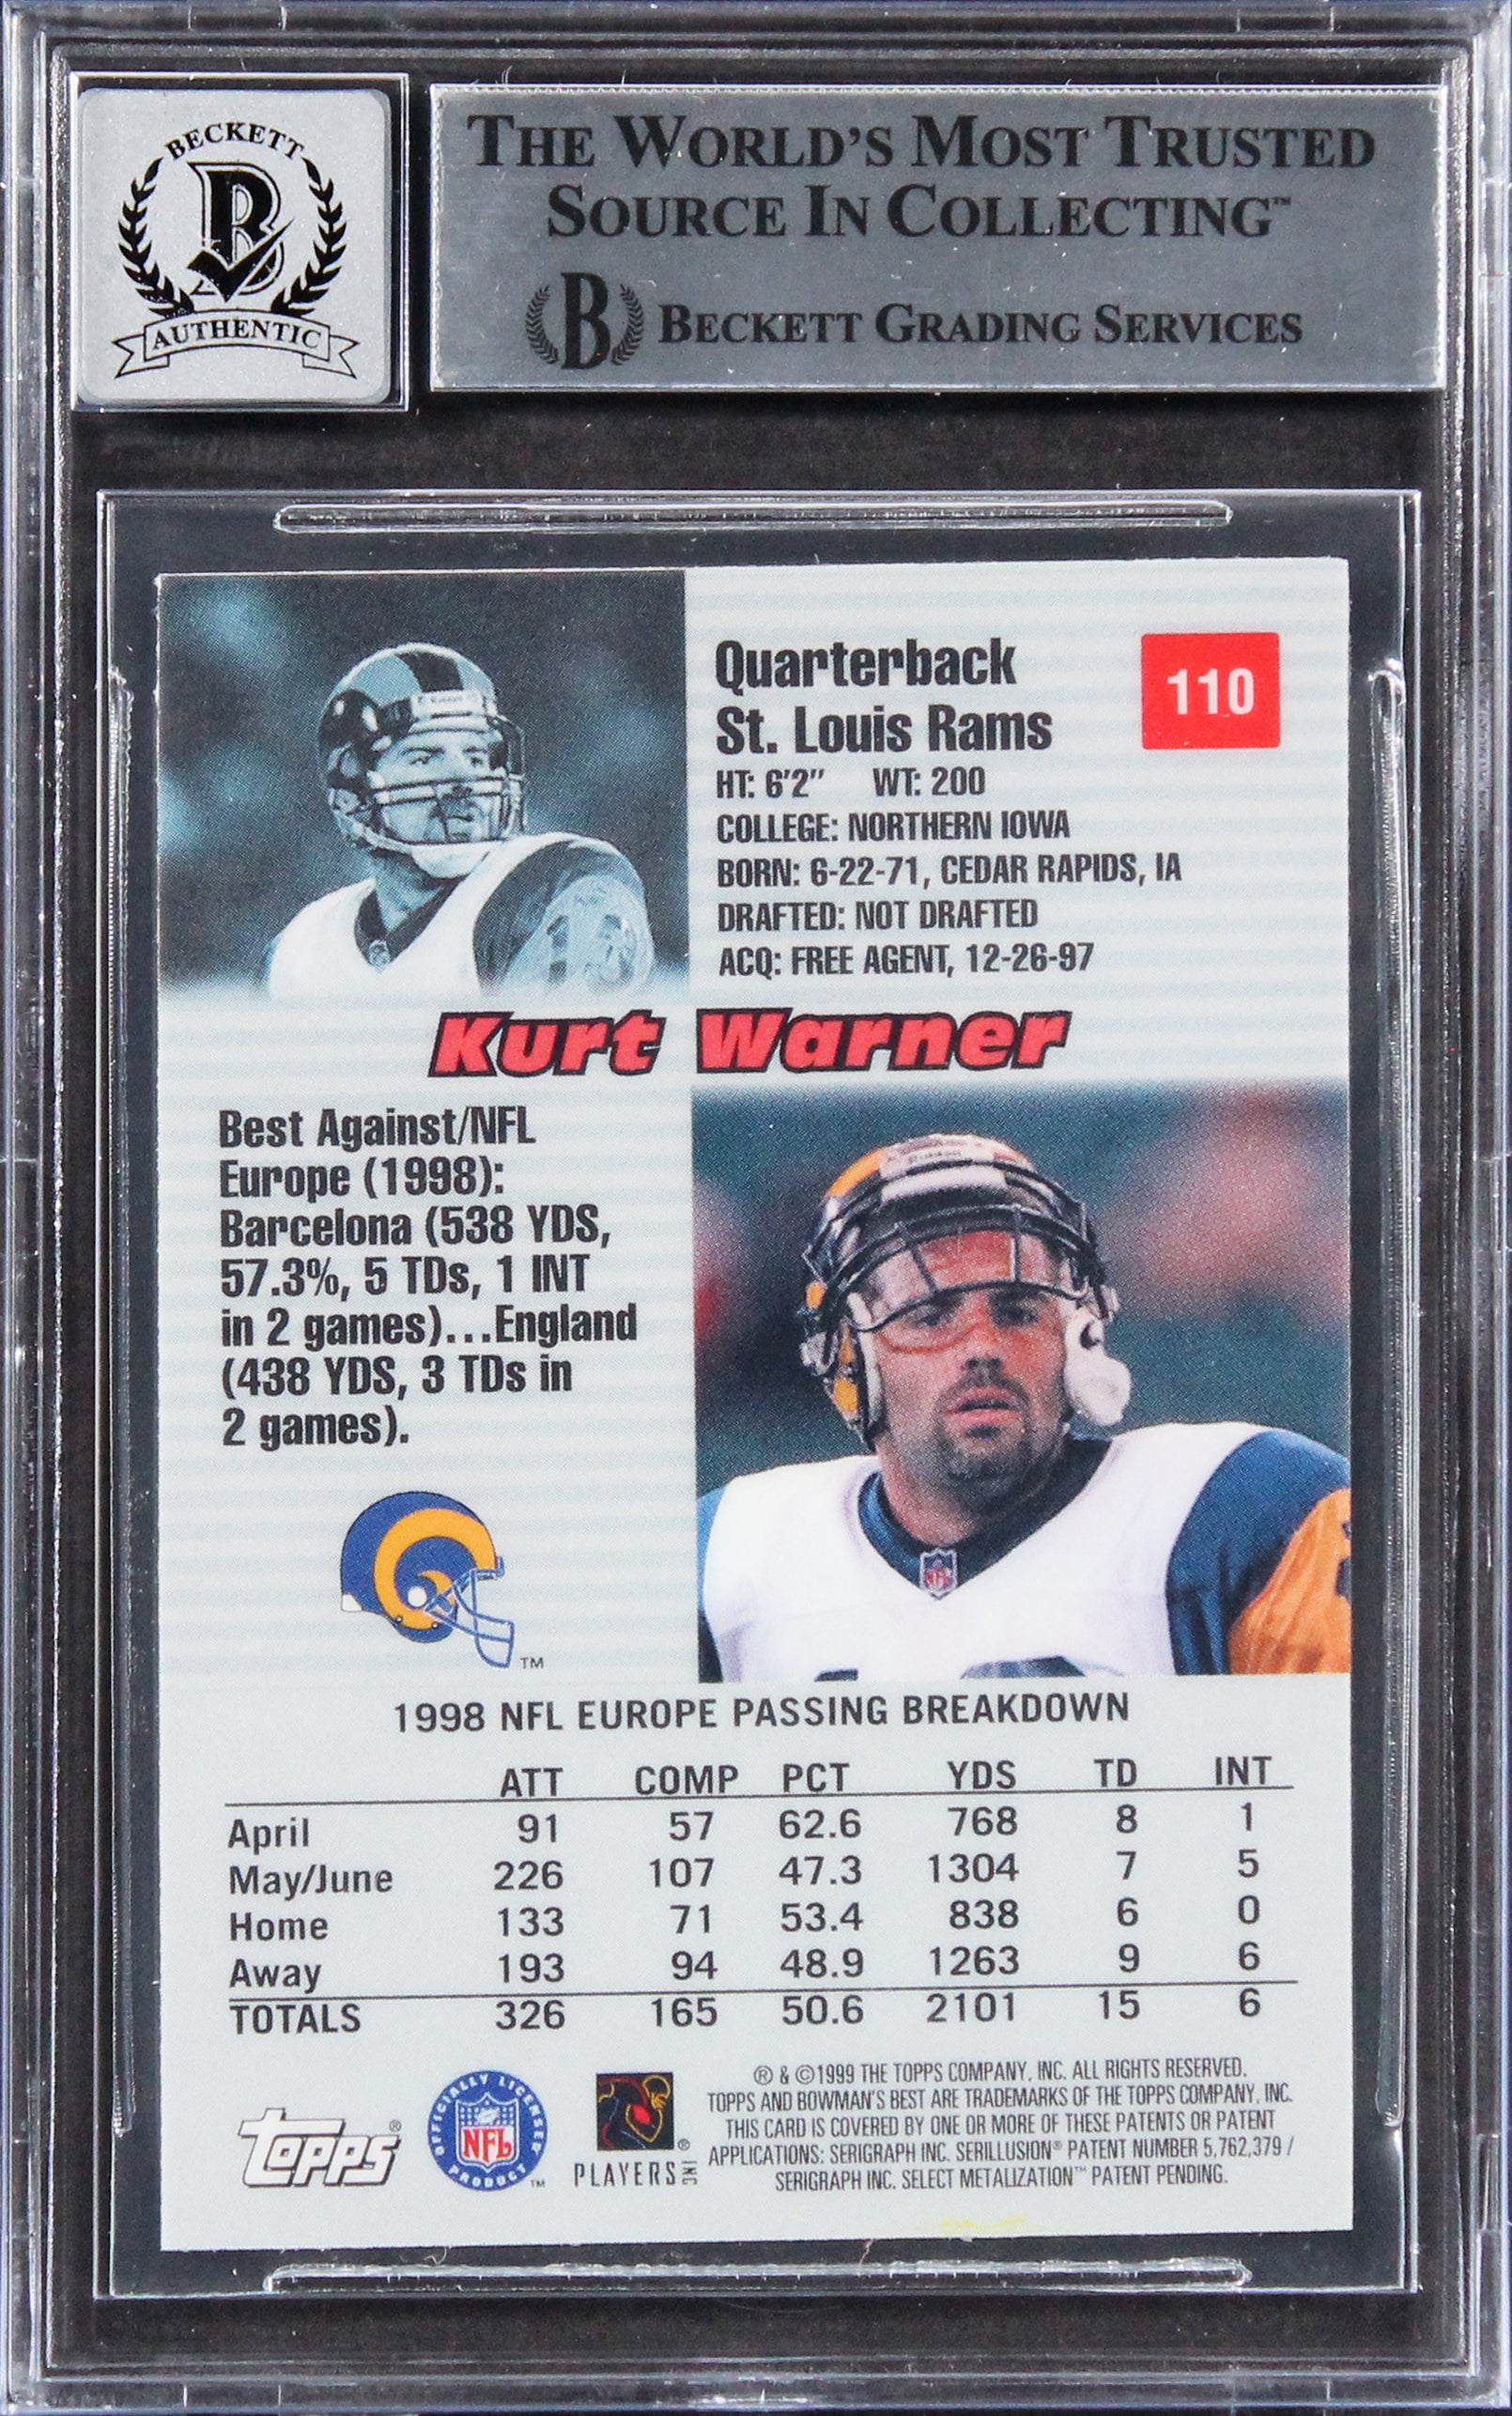 BECKETT
B
AUTHENTIC
THE WORLD'S MOST TRUSTED
SOURCE IN COLLECTING™
B BECKETT GRADING SERVICES
Quarterback
St. Louis Rams
110
HT: 6'2" WT: 200
COLLEGE: NORTHERN IOWA
BORN: 6-22-71, CEDAR RAPIDS, IA
DRAFTED: NOT DRAFTED
ACQ: FREE AGENT, 12-26-97
Kurt Warner
Best Against/NFL
Europe (1998):
Barcelona (538 YDS,
57.3%, 5 TDs, 1 INT
in 2 games)...England
(438 YDS, 3 TDs in
2 games).
TM
1998 NFL EUROPE PASSING BREAKDOWN
ATT COMP PCT YDS TD INT
April 91 57 62.6 768 8 1
May/June 226 107 47.3 1304 7 5
Home 133 71 53.4 838 6 0
Away 193 94 48.9 1263 9 6
TOTALS 326 165 50.6 2101 15 6
Topps®
OFFICIALLY LICENSED
NFL
PRODUCT™
PLAYERS INC®
® & ©1999 THE TOPPS COMPANY, INC. ALL RIGHTS RESERVED.
TOPPS AND BOWMAN'S BEST ARE TRADEMARKS OF THE TOPPS COMPANY, INC.
THIS CARD IS COVERED BY ONE OR MORE OF THESE PATENTS OR PATENT
APPLICATIONS: SERIGRAPH INC. SERILLUSION® PATENT NUMBER 5,762,379 /
SERIGRAPH INC. SELECT METALIZATION™ PATENT PENDING.